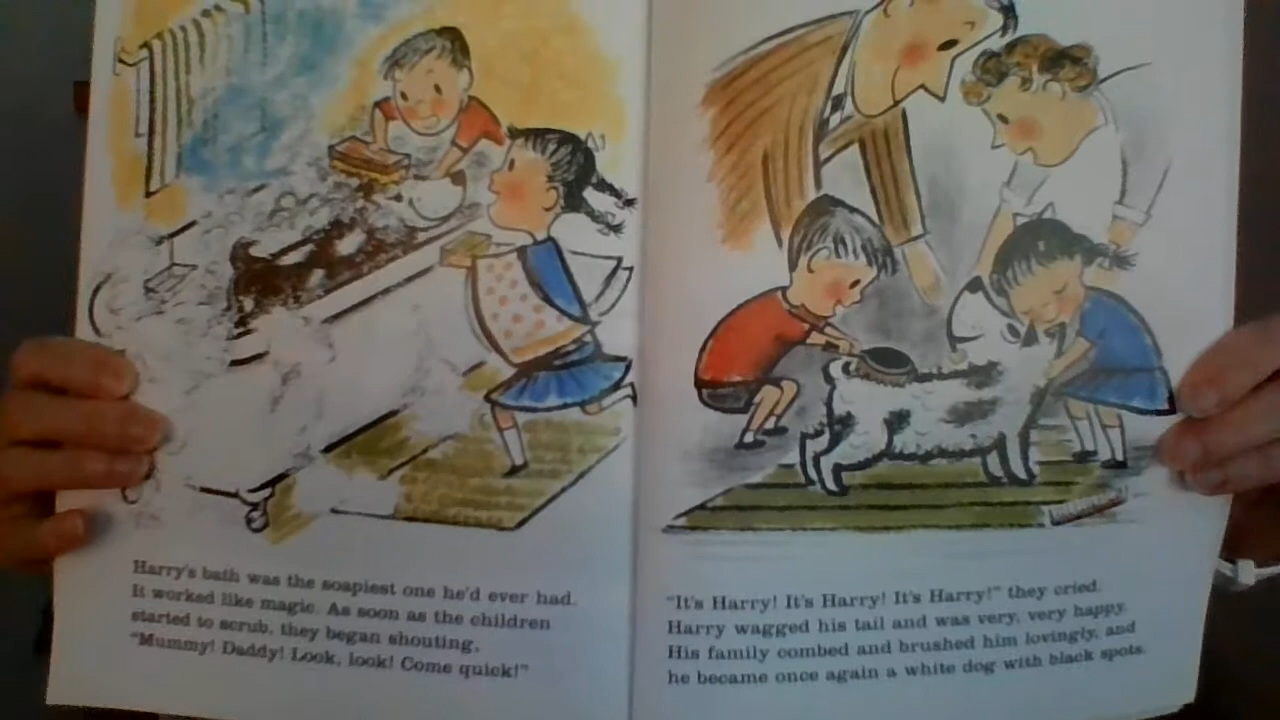 Harry's bath was the soapiest one he'd ever had.
It worked like magic. As soon as the children
started to scrub, they began shouting,
"Mummy! Daddy! Look, look! Come quick!"
"It's Harry! It's Harry! It's Harry!" they cried.
Harry wagged his tail and was very, very happy.
His family combed and brushed him lovingly, and
he became once again a white dog with black spots.